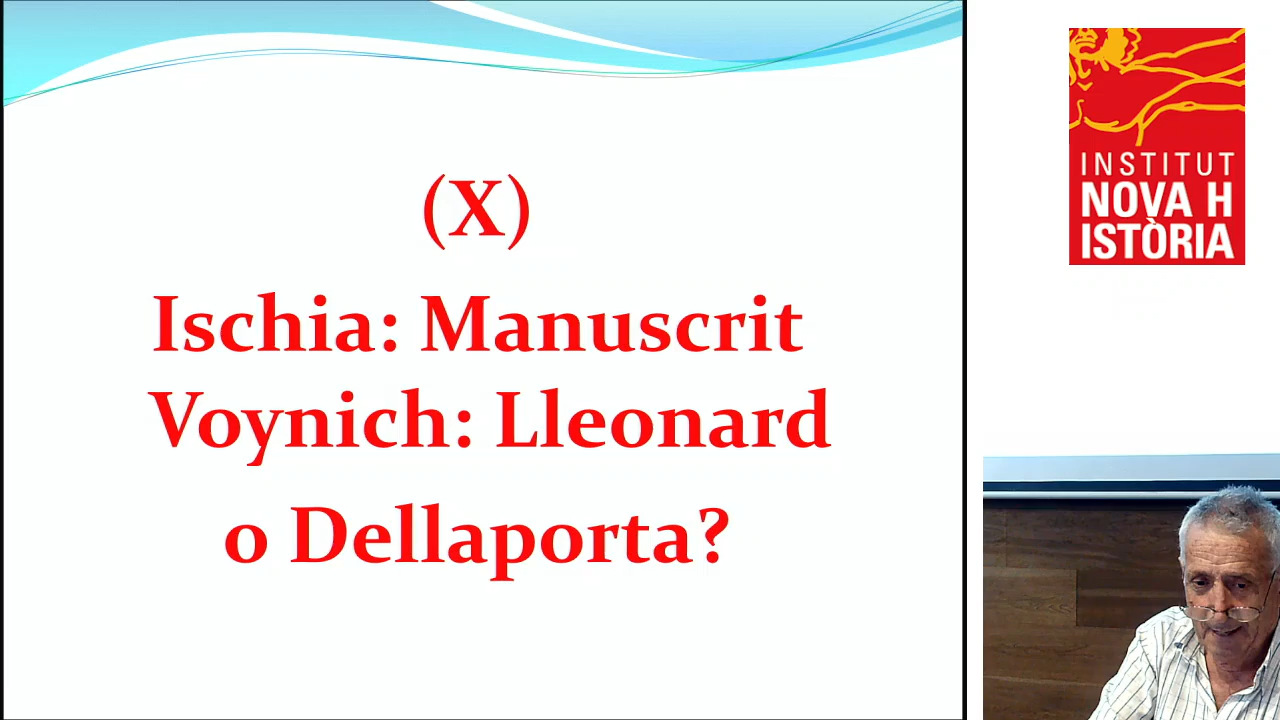 (X)
Ischia: Manuscrit
Voynich: Lleonard
o Dellaporta?
INSTITUT
NOVA H
ISTÒRIA